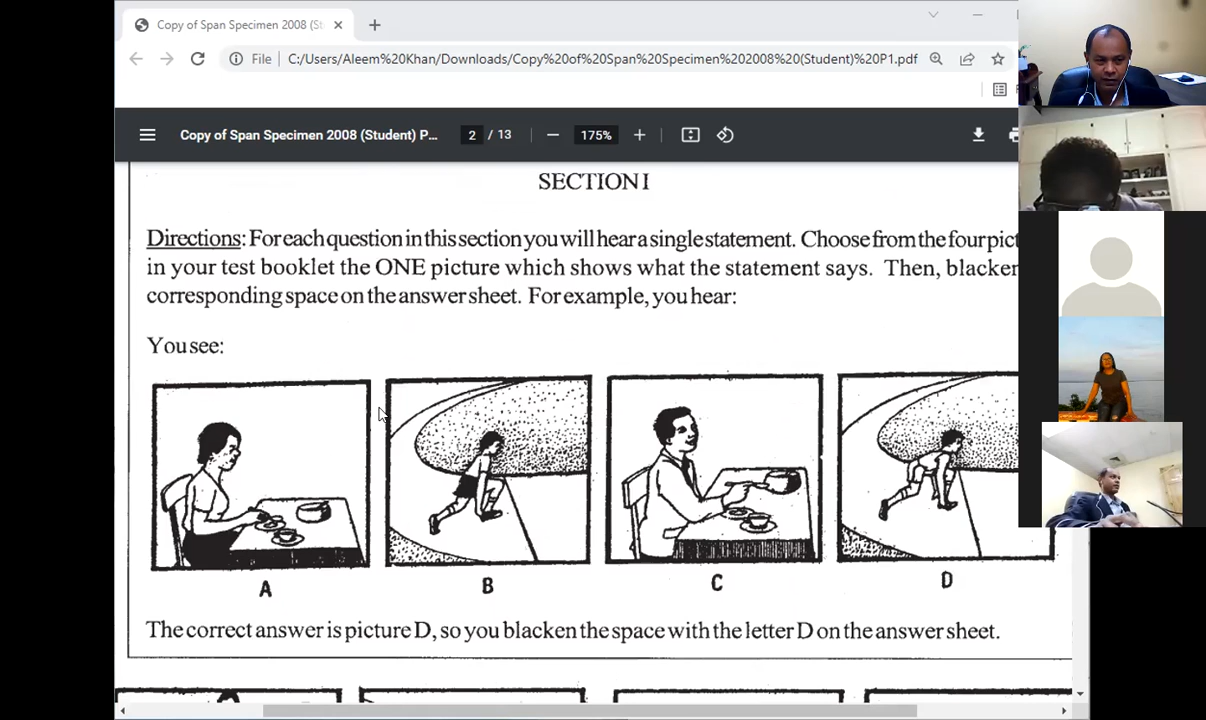 Copy of Span Specimen 2008 (St
File C:/Users/Aleem%20Khan/Downloads/Copy%20of%20Span%20Specimen%202008%20(Student)%20P1.pdf
Copy of Span Specimen 2008 (Student) P... 2 / 13 175%
SECTION I
Directions: For each question in this section you will hear a single statement. Choose from the four pict
in your test booklet the ONE picture which shows what the statement says. Then, blacken
corresponding space on the answer sheet. For example, you hear:
You see:
A B C D
The correct answer is picture D, so you blacken the space with the letter D on the answer sheet.